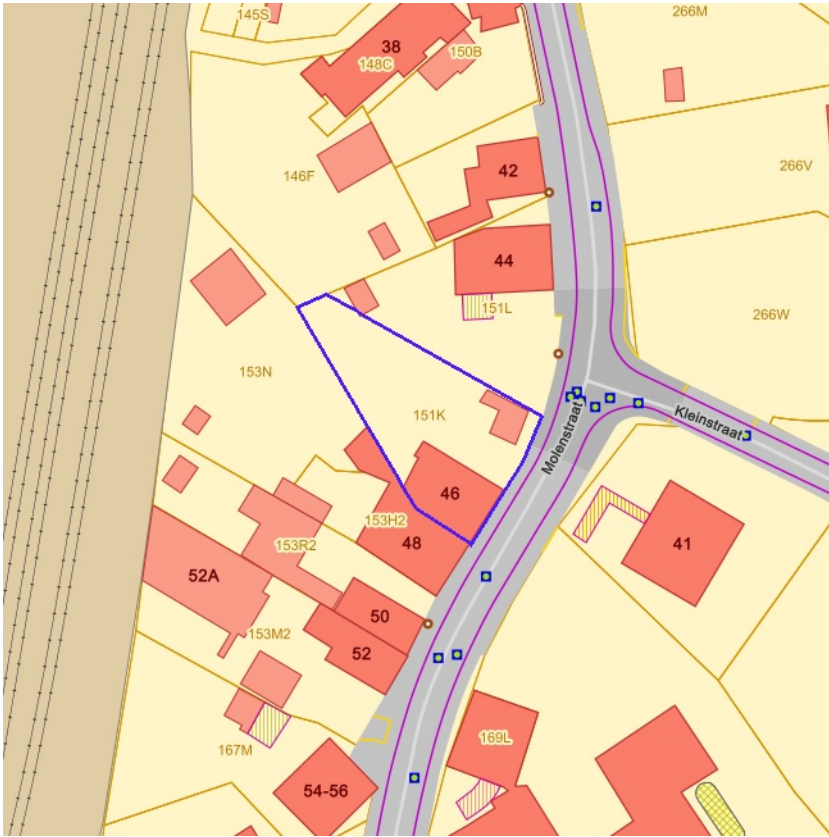 145S
266M
38
148C
150B
42
146F
266V
44
151L
266W
153N
151K
Kleinstraat
Molenstraat
46
153H2
48
41
153R2
52A
50
153M2
52
169L
167M
54-56